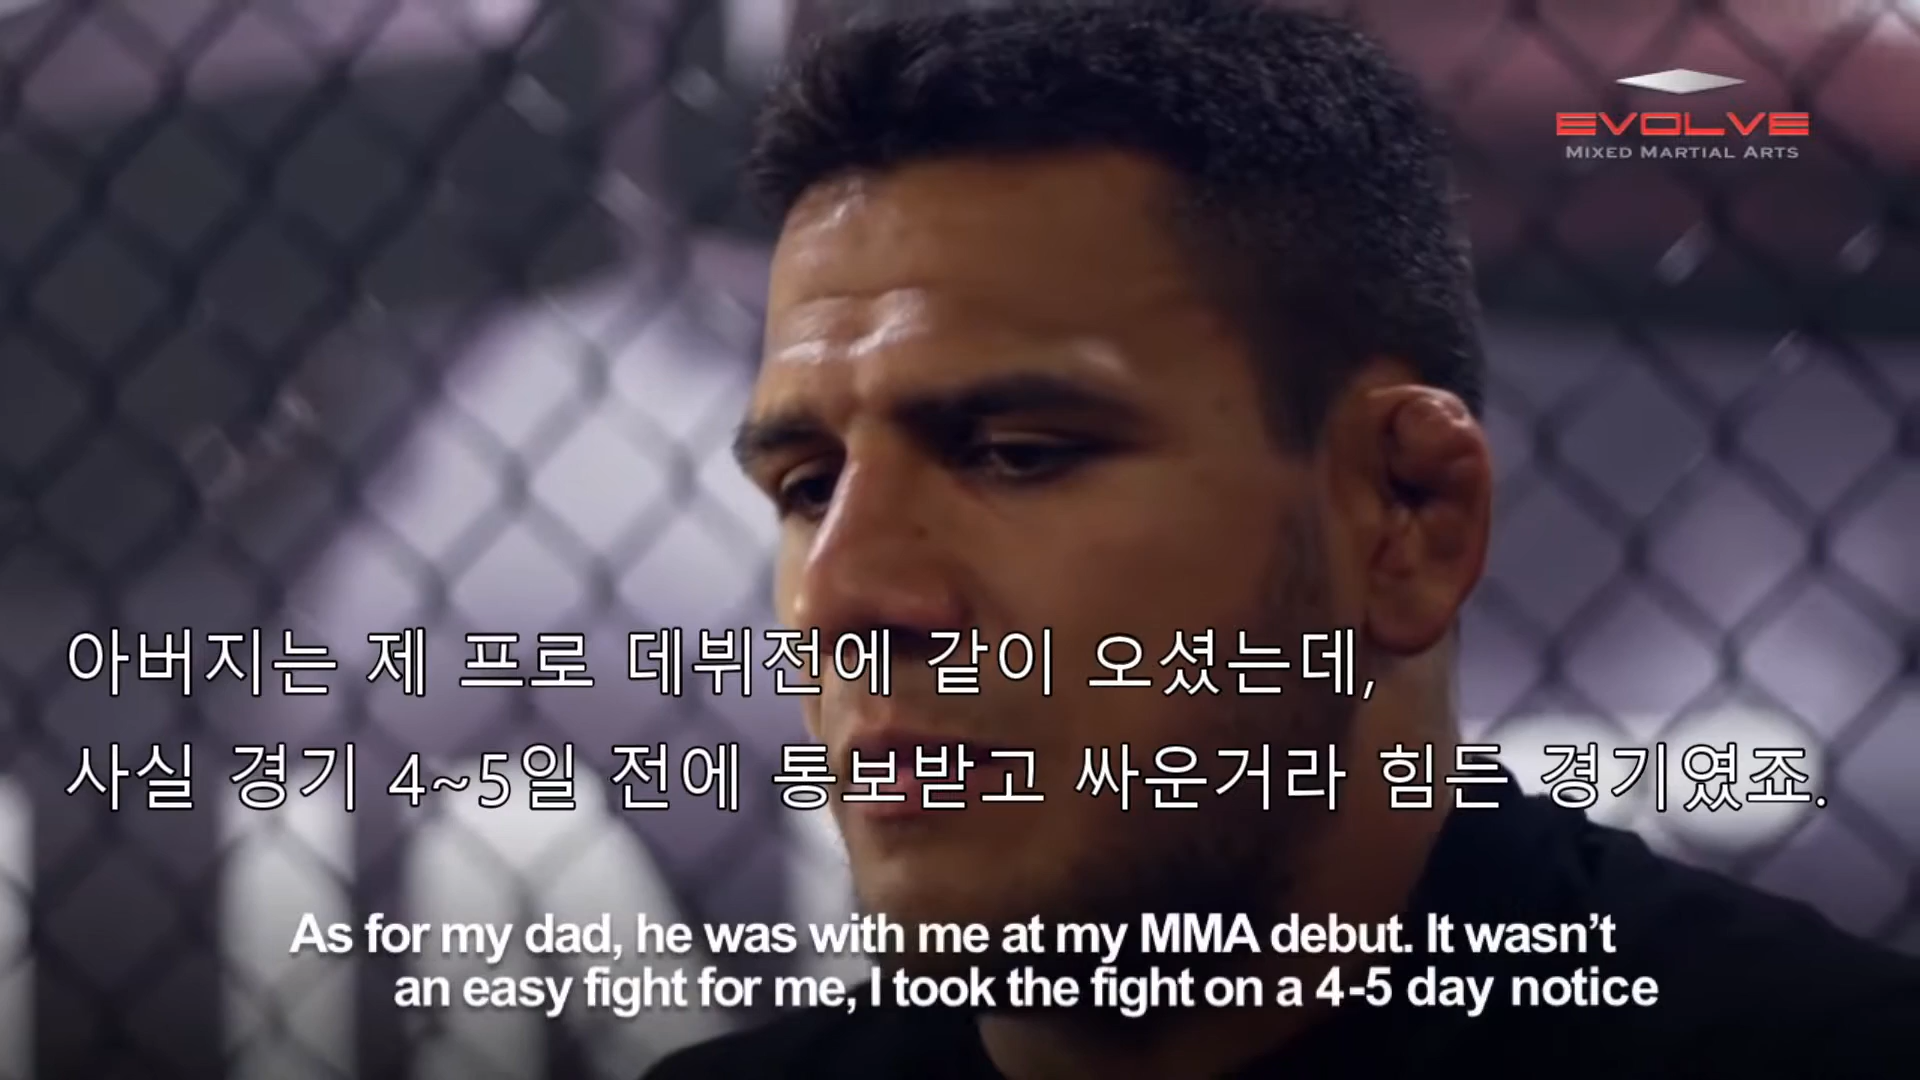 EVOLVE
MIXED MARTIAL ARTS
아버지는 제 프로 데뷔전에 같이 오셨는데,
사실 경기 4~5일 전에 통보받고 싸운거라 힘든 경기였죠.
As for my dad, he was with me at my MMA debut. It wasn't
an easy fight for me, I took the fight on a 4-5 day notice